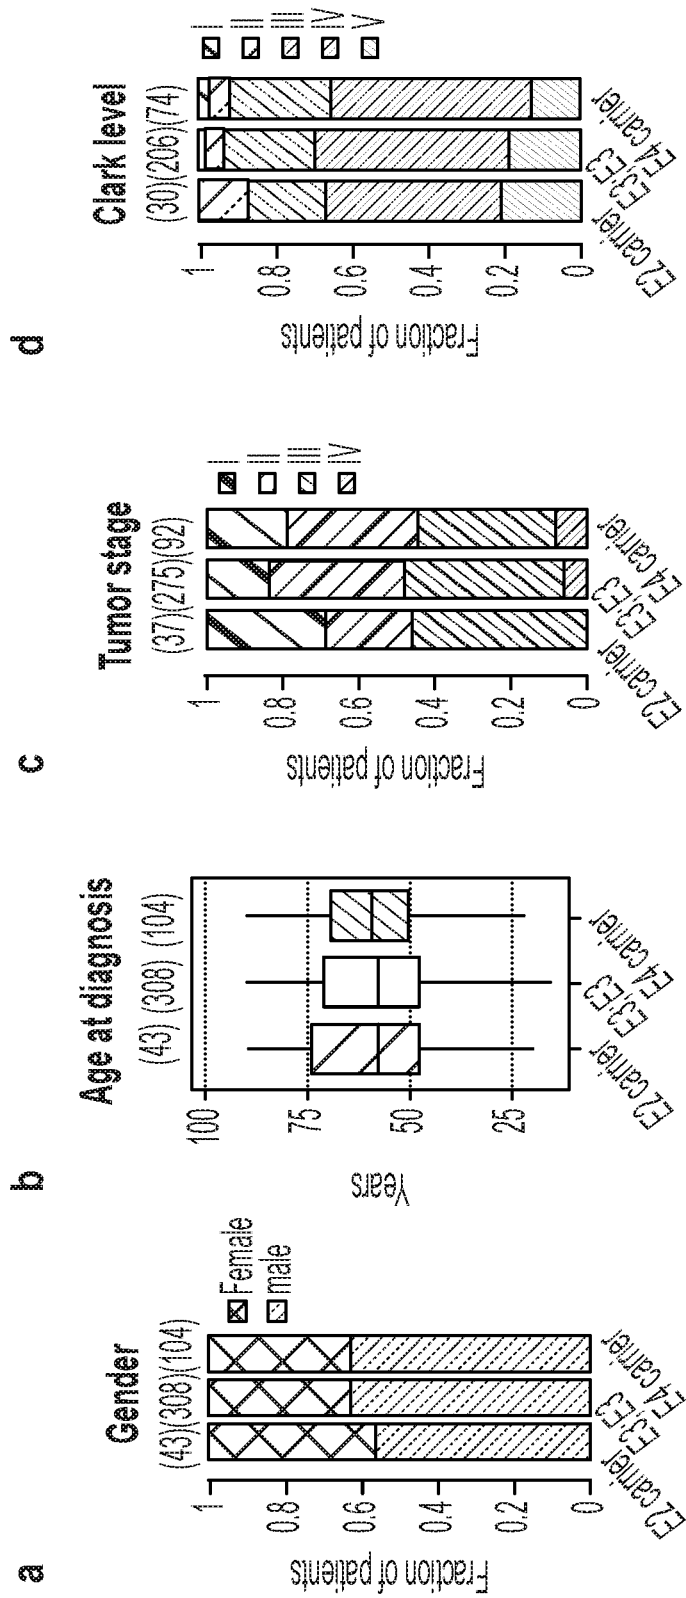 a
Gender
(43)(308)(104)
Fraction of patients
1
0.8
0.6
0.4
0.2
0
E2 carrier
E3;E3
E4 carrier
Female
male
b
Age at diagnosis
(43) (308) (104)
Years
100
75
50
25
E2 carrier
E3;E3
E4 carrier
c
Tumor stage
(37)(275)(92)
Fraction of patients
1
0.8
0.6
0.4
0.2
0
E2 carrier
E3;E3
E4 carrier
I
II
III
IV
d
Clark level
(30)(206)(74)
Fraction of patients
1
0.8
0.6
0.4
0.2
0
E2 carrier
E3;E3
E4 carrier
I
II
III
IV
V